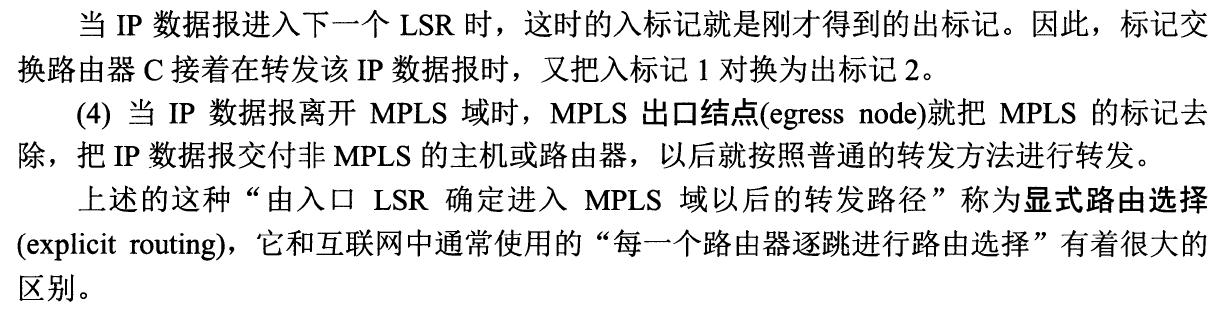 当 IP 数据报进入下一个 LSR 时，这时的入标记就是刚才得到的出标记。因此，标记交
换路由器 C 接着在转发该 IP 数据报时，又把入标记 1 对换为出标记 2。
(4) 当 IP 数据报离开 MPLS 域时，MPLS 出口结点(egress node)就把 MPLS 的标记去
除，把 IP 数据报交付非 MPLS 的主机或路由器，以后就按照普通的转发方法进行转发。
上述的这种“由入口 LSR 确定进入 MPLS 域以后的转发路径”称为显式路由选择
(explicit routing)，它和互联网中通常使用的“每一个路由器逐跳进行路由选择”有着很大的
区别。